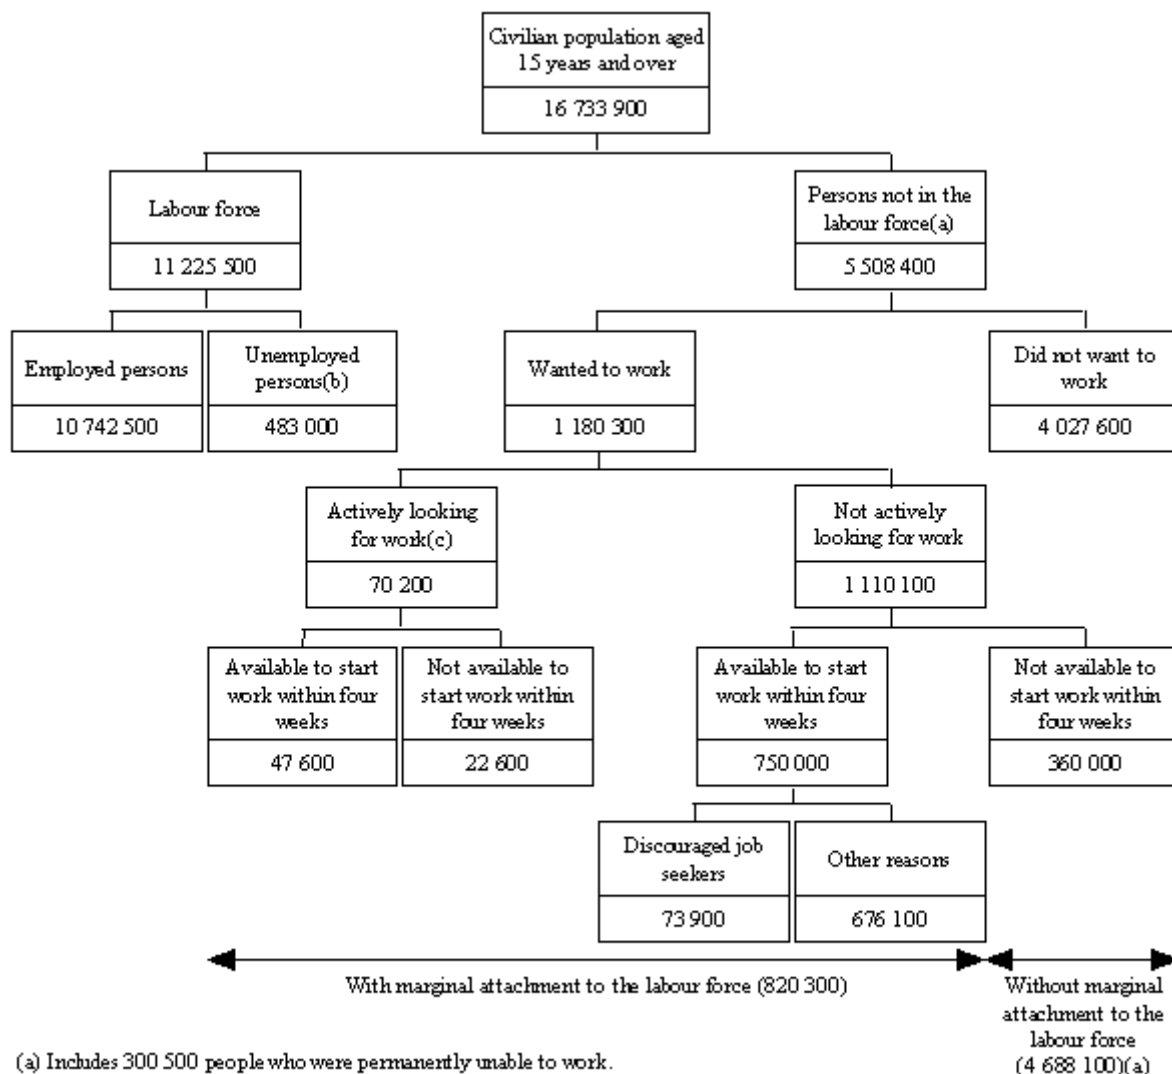 Civilian population aged
15 years and over
16 733 900
Labour force
11 225 500
Persons not in the
labour force(a)
5 508 400
Employed persons
10 742 500
Unemployed
persons(b)
483 000
Wanted to work
1 180 300
Did not want to
work
4 027 600
Actively looking
for work(c)
70 200
Not actively
looking for work
1 110 100
Available to start
work within four
weeks
47 600
Not available to
start work within
four weeks
22 600
Available to start
work within four
weeks
750 000
Not available to
start work within
four weeks
360 000
Discouraged job
seekers
73 900
Other reasons
676 100
With marginal attachment to the labour force (820 300)
Without marginal
attachment to the
labour force
(4 688 100)(a)
(a) Includes 300 500 people who were permanently unable to work.